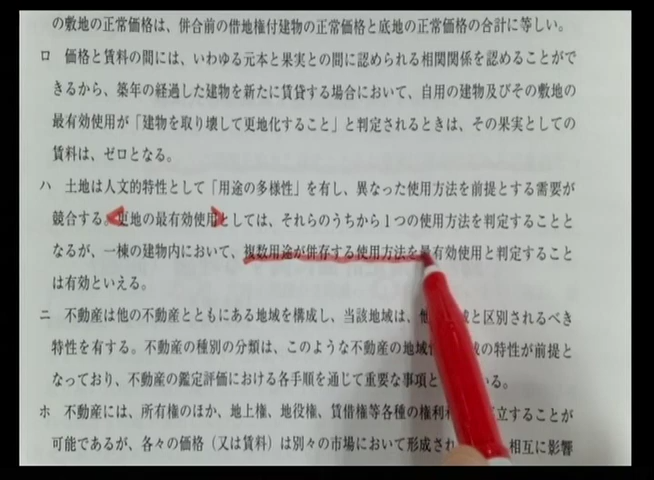 の敷地の正常価格は、併合前の借地権付建物の正常価格と底地の正常価格の合計に等しい。
ロ 価格と賃料の間には、いわゆる元本と果実との間に認められる相関関係を認めることがで
きるから、築年の経過した建物を新たに賃貸する場合において、自用の建物及びその敷地の
最有効使用が「建物を取り壊して更地化すること」と判定されるときは、その果実としての
賃料は、ゼロとなる。
ハ 土地は人文的特性として「用途の多様性」を有し、異なった使用方法を前提とする需要が
競合する。更地の最有効使用としては、それらのうちから1つの使用方法を判定することと
なるが、一棟の建物内において、複数用途が併存する使用方法を最有効使用と判定すること
は有効といえる。
ニ 不動産は他の不動産とともにある地域を構成し、当該地域は、他 域と区別されるべき
特性を有する。不動産の種別の分類は、このような不動産の地域 の特性が前提と
なっており、不動産の鑑定評価における各手順を通じて重要な事項と いる。
ホ 不動産には、所有権のほか、地上権、地役権、賃借権等各種の権利 立することが
可能であるが、各々の価格(又は賃料)は別々の市場において形成され 相互に影響